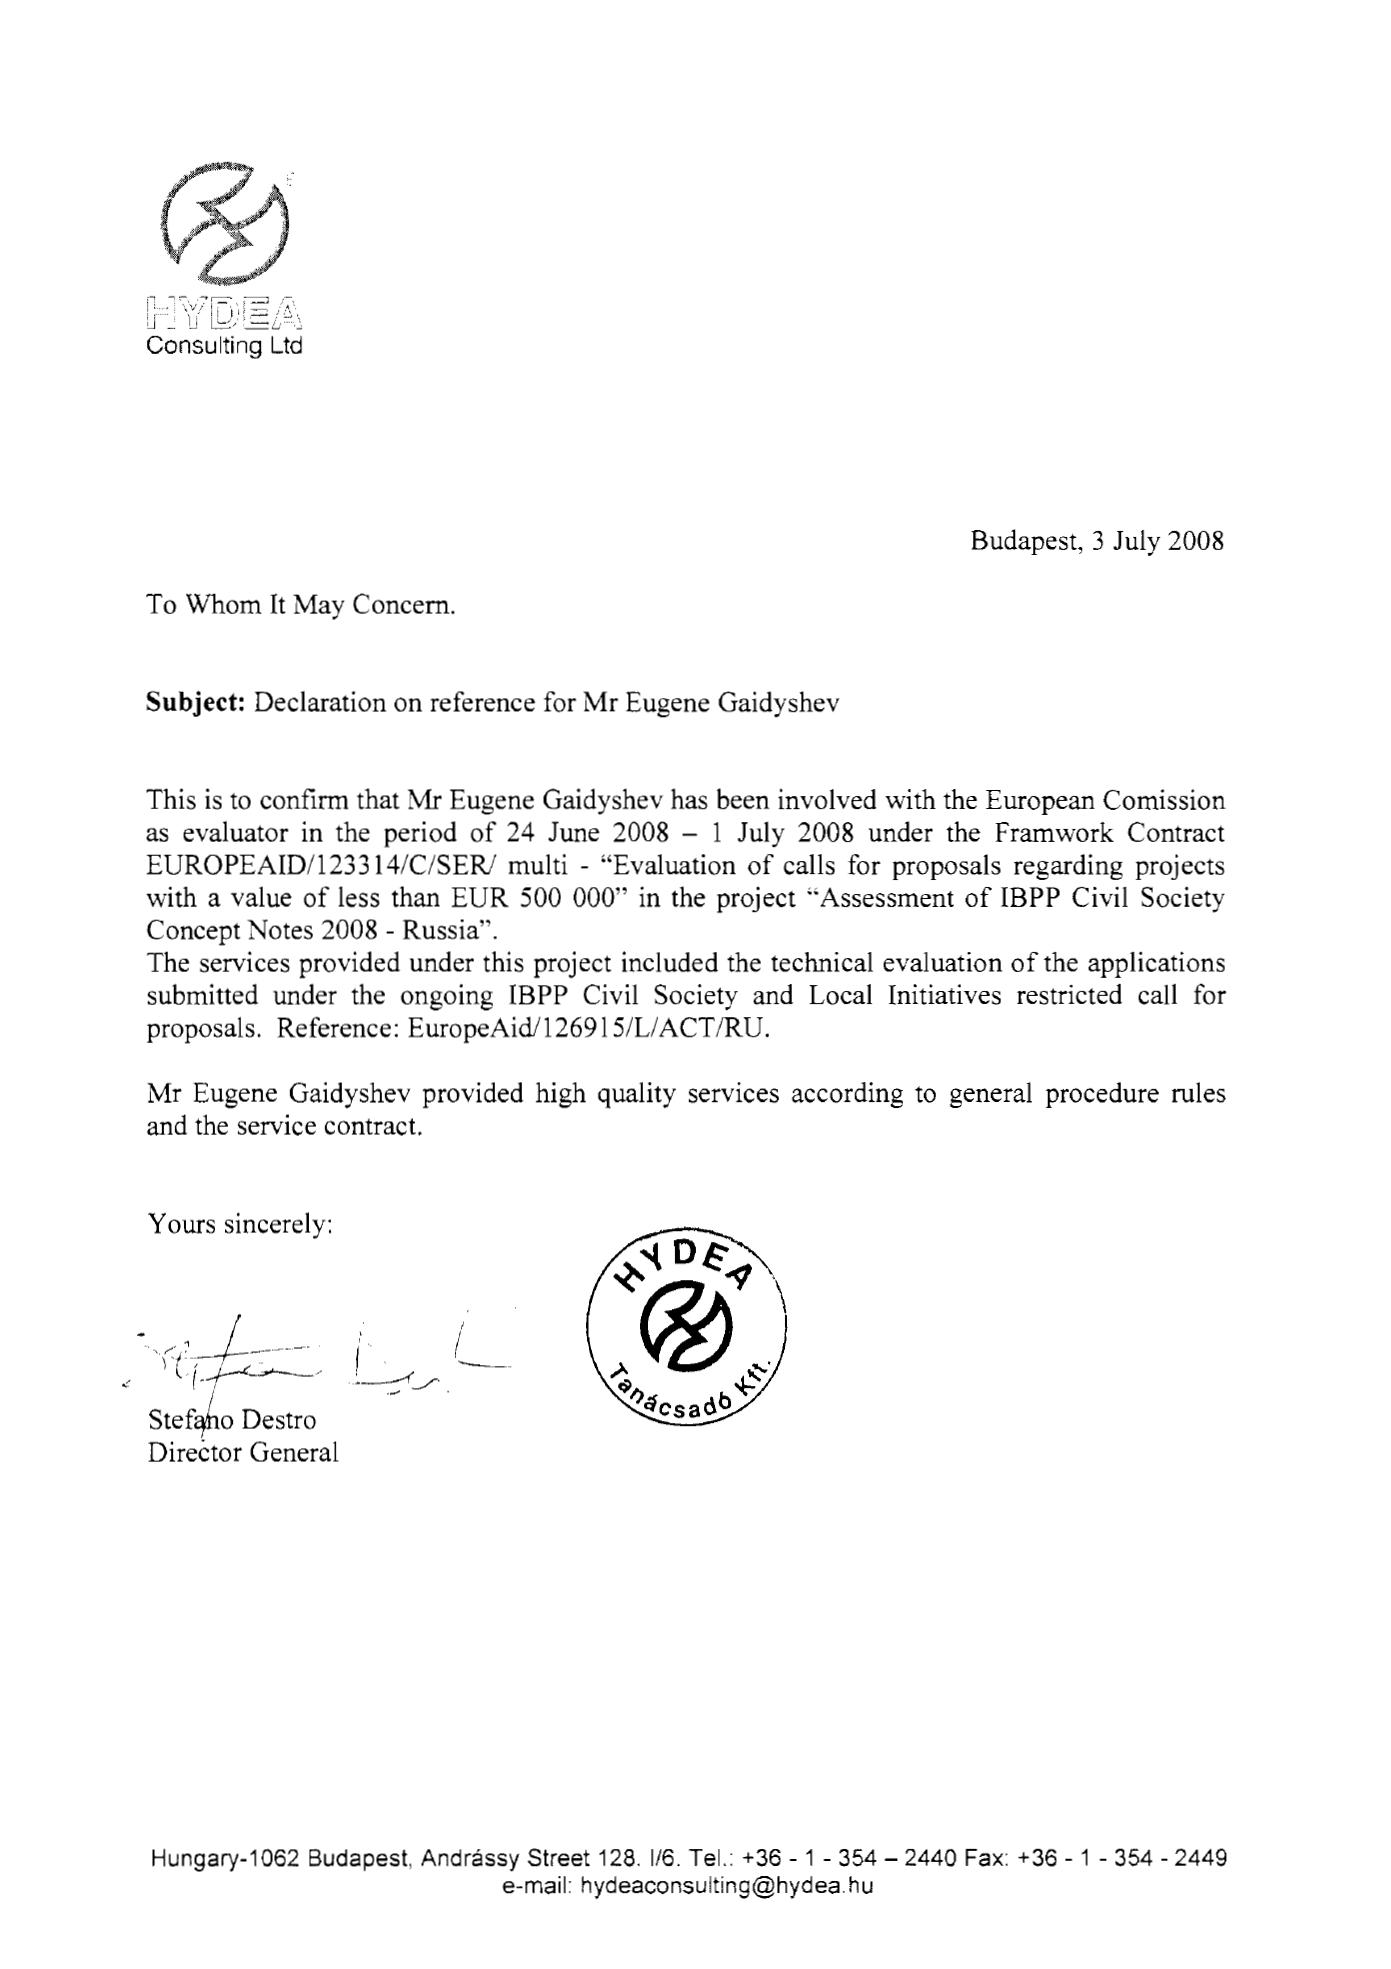 HYDEA
Consulting Ltd
Budapest, 3 July 2008
To Whom It May Concern.
Subject: Declaration on reference for Mr Eugene Gaidyshev
This is to confirm that Mr Eugene Gaidyshev has been involved with the European Comission
as evaluator in the period of 24 June 2008 – 1 July 2008 under the Framwork Contract
EUROPEAID/123314/C/SER/ multi - “Evaluation of calls for proposals regarding projects
with a value of less than EUR 500 000” in the project “Assessment of IBPP Civil Society
Concept Notes 2008 - Russia”.
The services provided under this project included the technical evaluation of the applications
submitted under the ongoing IBPP Civil Society and Local Initiatives restricted call for
proposals.  Reference: EuropeAid/126915/L/ACT/RU.
Mr Eugene Gaidyshev provided high quality services according to general procedure rules
and the service contract.
Yours sincerely:
HYDEA
Tanácsadó Kft.
Stefano Destro
Director General
Hungary-1062 Budapest, Andrássy Street 128. I/6. Tel.: +36 - 1 - 354 – 2440 Fax: +36 - 1 - 354 - 2449
e-mail: hydeaconsulting@hydea.hu